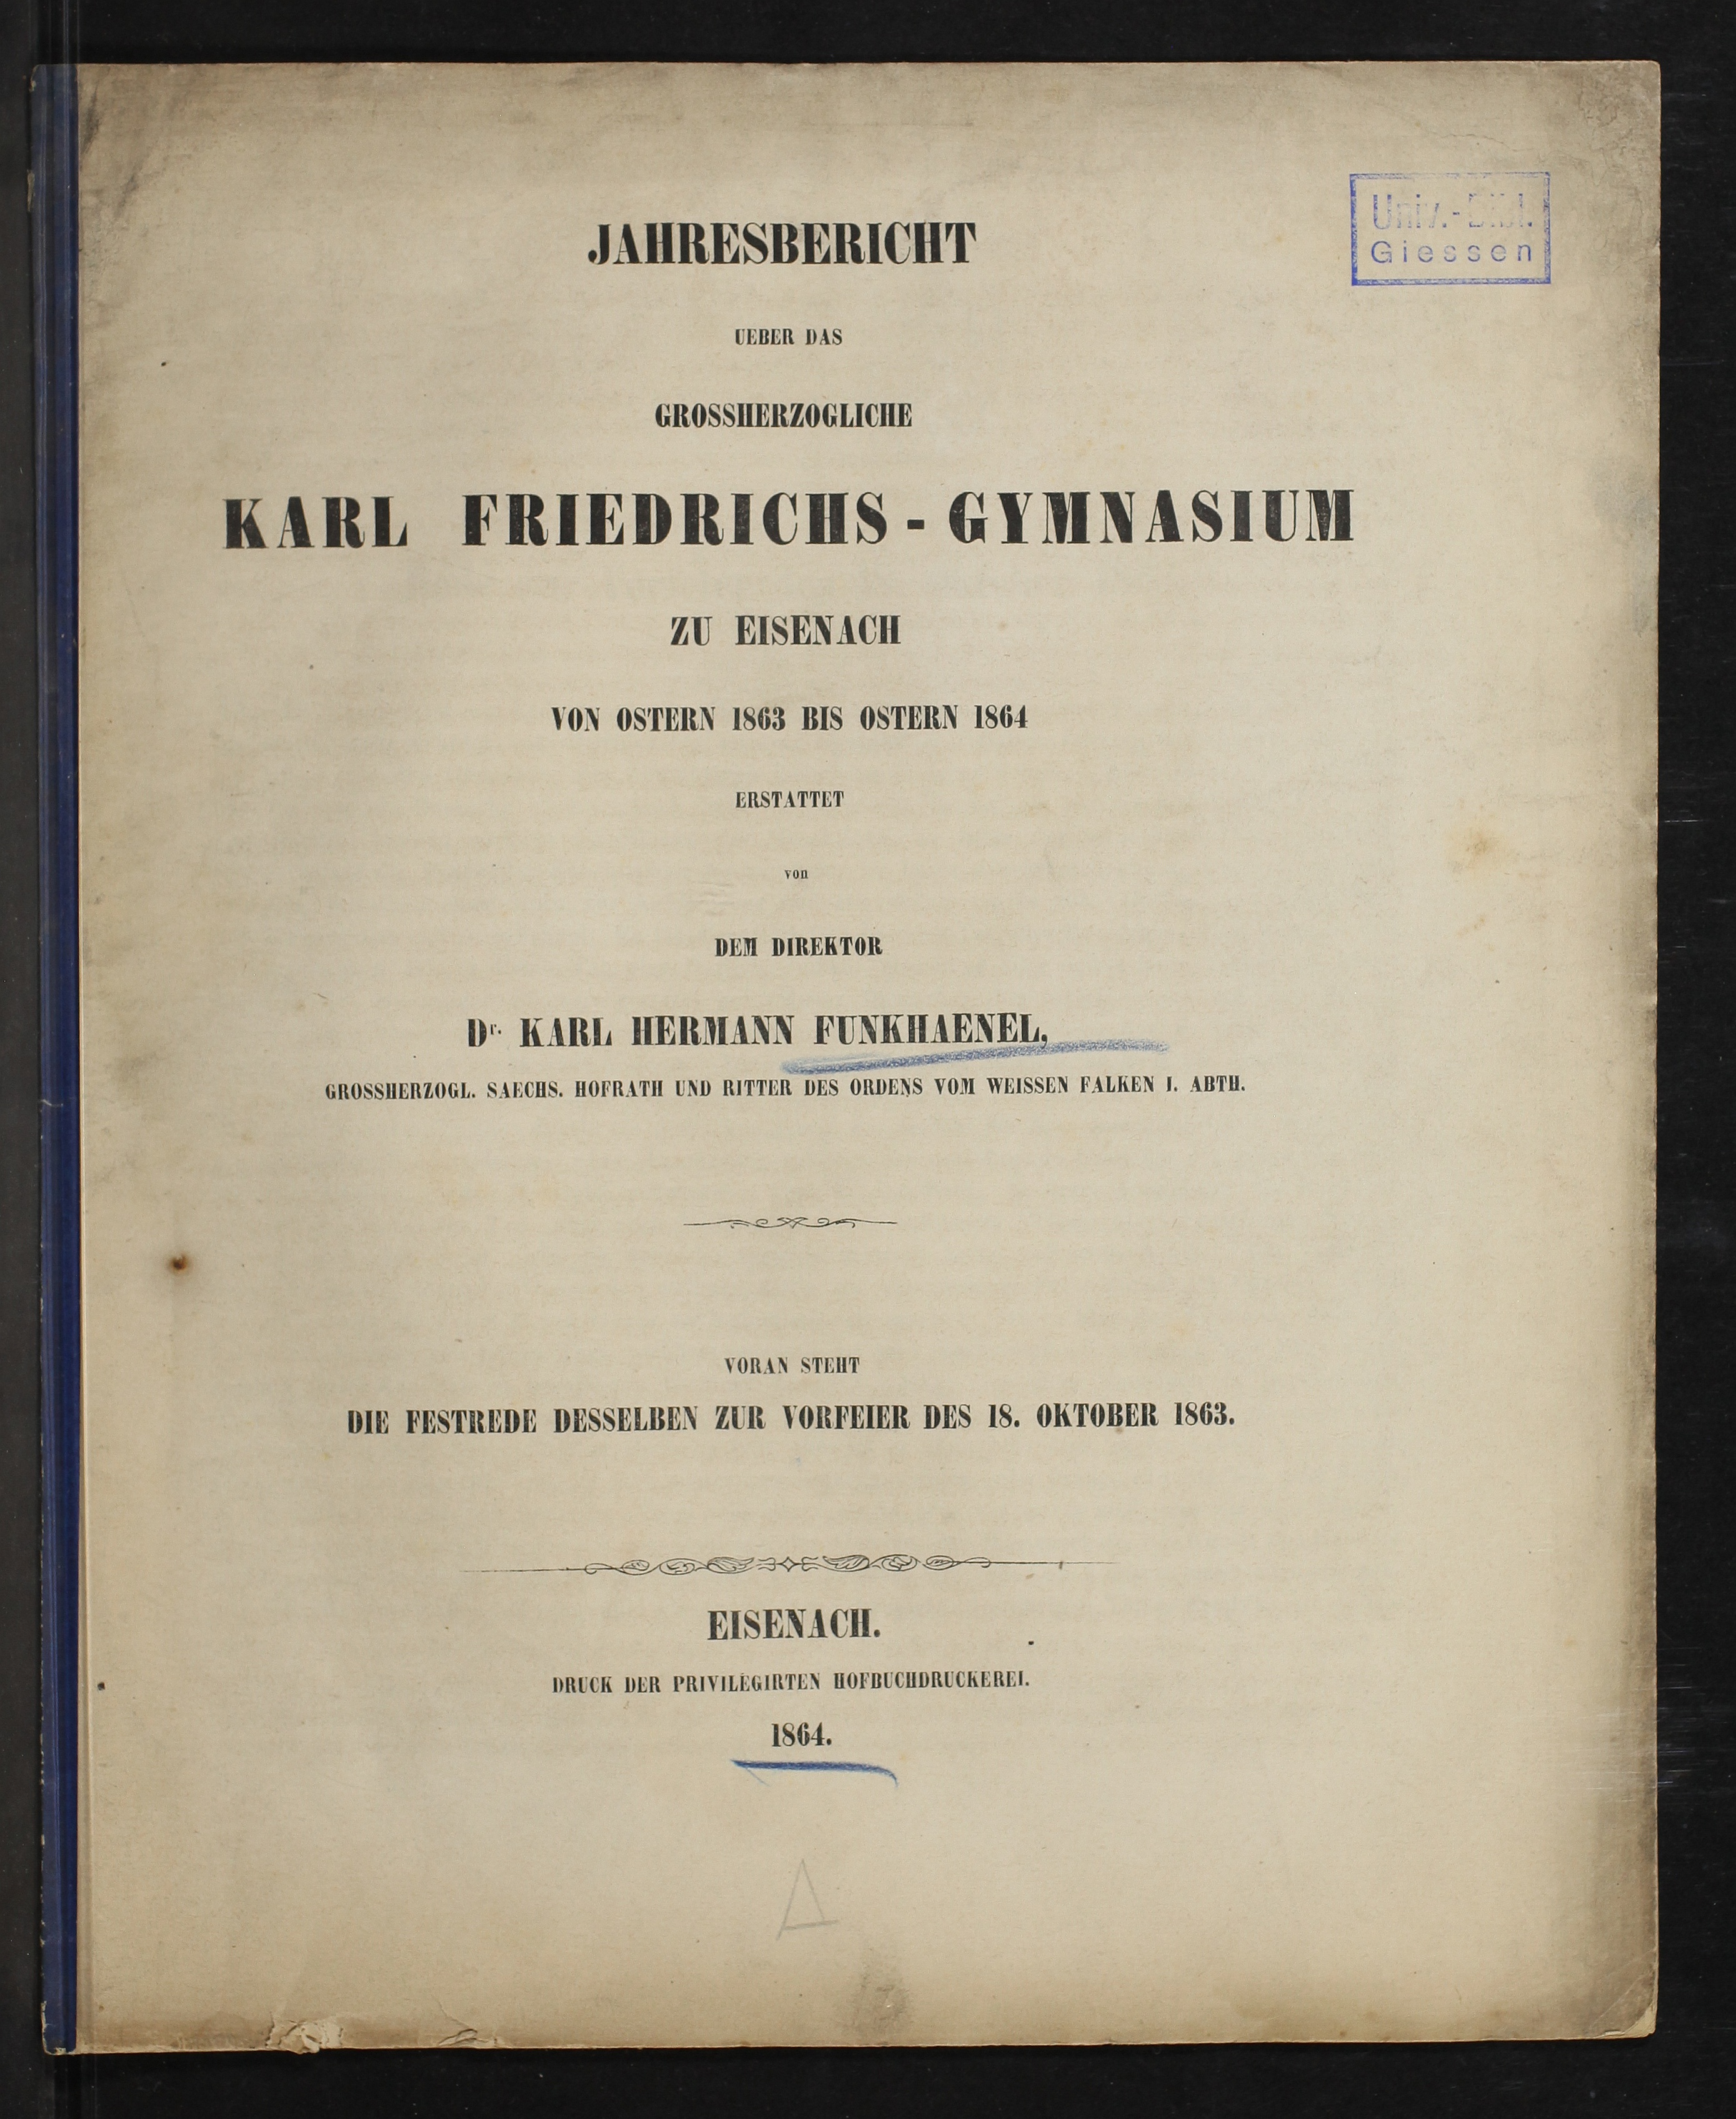 Univ.-Bibl.
Giessen
JAHRESBERICHT
UEBER DAS
GROSSHERZOGLICHE
KARL FRIEDRICHS - GYMNASIUM
ZU EISENACH
VON OSTERN 1863 BIS OSTERN 1864
ERSTATTET
von
DEM DIREKTOR
Dr. KARL HERMANN FUNKHAENEL,
GROSSHERZOGL. SAECHS. HOFRATH UND RITTER DES ORDENS VOM WEISSEN FALKEN I. ABTH.
VORAN STEHT
DIE FESTREDE DESSELBEN ZUR VORFEIER DES 18. OKTOBER 1863.
EISENACH.
DRUCK DER PRIVILEGIRTEN HOFBUCHDRUCKEREI.
1864.